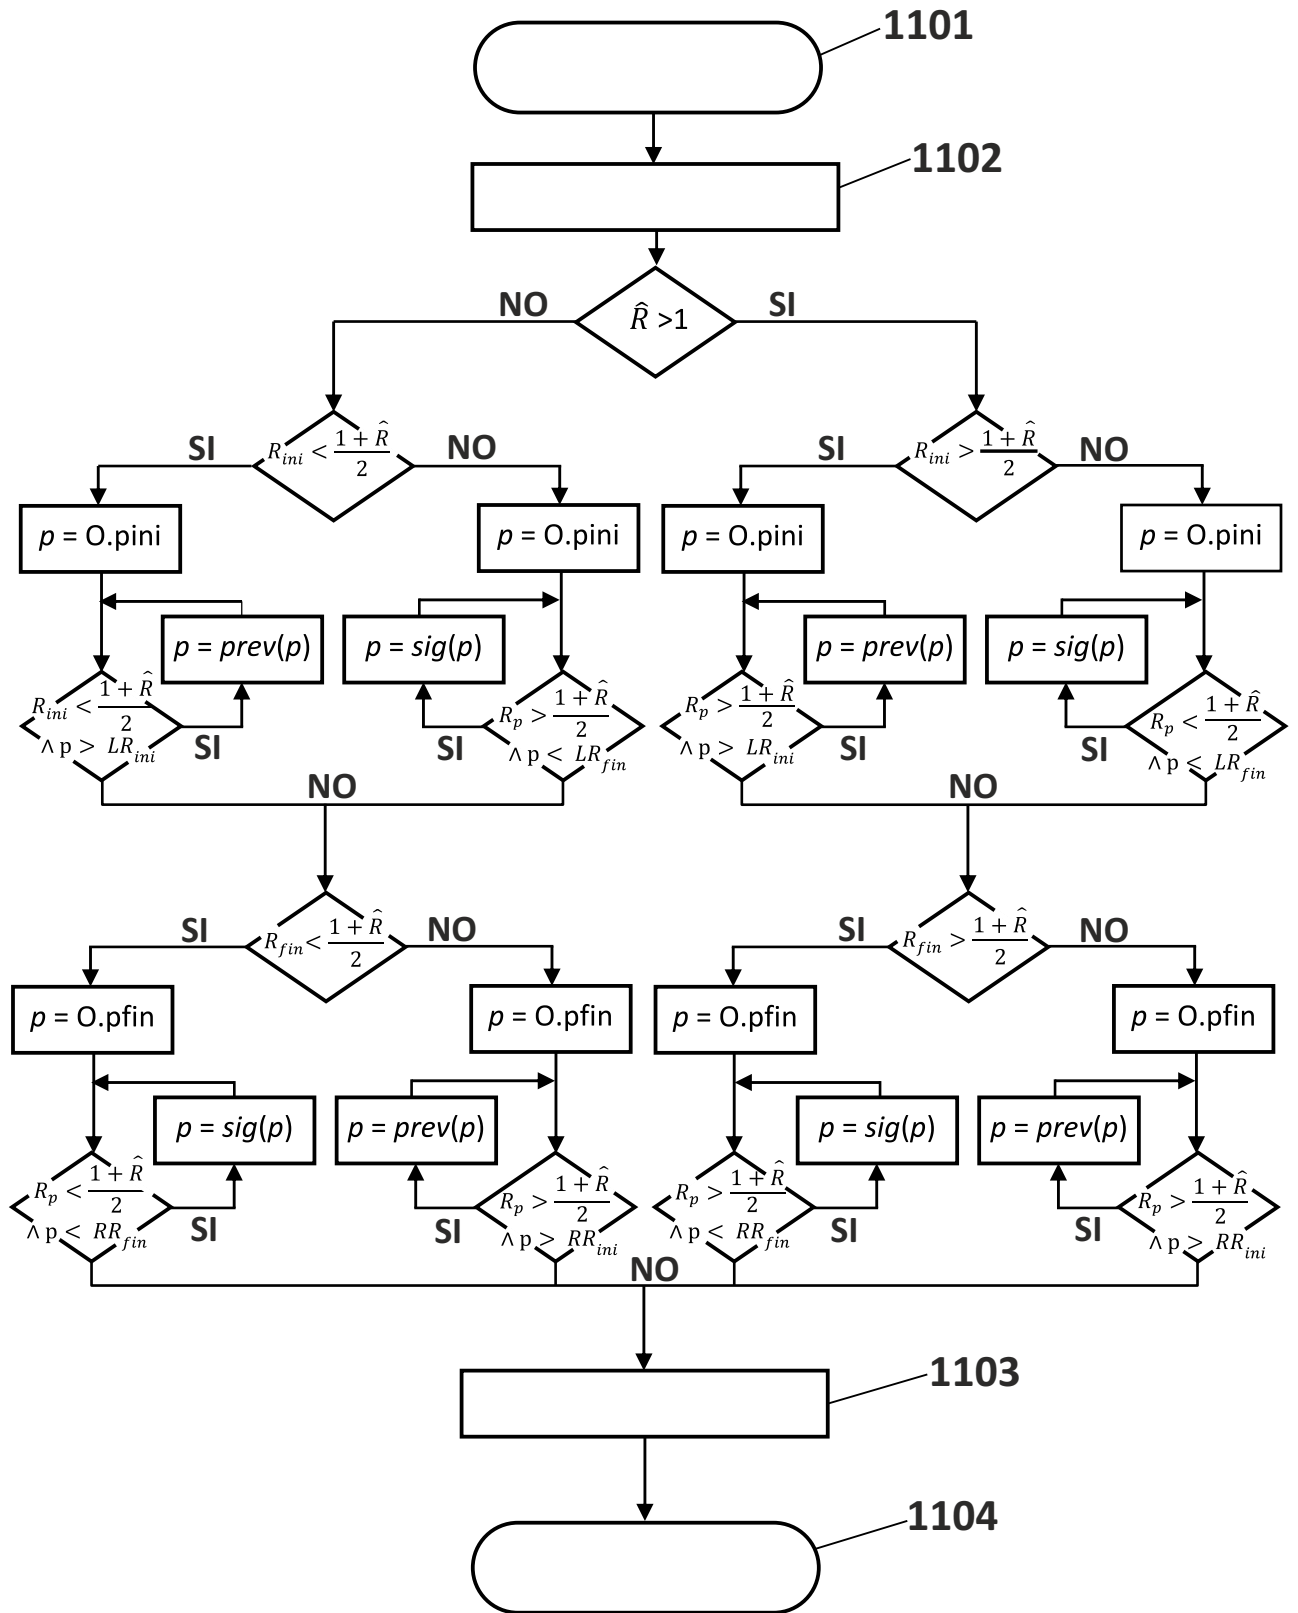 1101
1102
NO
SI
R̂ >1
SI
R_ini < (1 + R̂)/2
NO
SI
R_ini > (1 + R̂)/2
NO
p = O.pini
p = O.pini
p = O.pini
p = O.pini
p = prev(p)
p = sig(p)
p = prev(p)
p = sig(p)
R_ini < (1 + R̂)/2
∧ p > LR_ini
SI
SI
R_p > (1 + R̂)/2
∧ p < LR_fin
R_p > (1 + R̂)/2
∧ p > LR_ini
SI
SI
R_p < (1 + R̂)/2
∧ p < LR_fin
NO
NO
SI
R_fin < (1 + R̂)/2
NO
SI
R_fin > (1 + R̂)/2
NO
p = O.pfin
p = O.pfin
p = O.pfin
p = O.pfin
p = sig(p)
p = prev(p)
p = sig(p)
p = prev(p)
R_p < (1 + R̂)/2
∧ p < RR_fin
SI
SI
R_p > (1 + R̂)/2
∧ p > RR_ini
R_p > (1 + R̂)/2
∧ p < RR_fin
SI
SI
R_p > (1 + R̂)/2
∧ p > RR_ini
NO
1103
1104